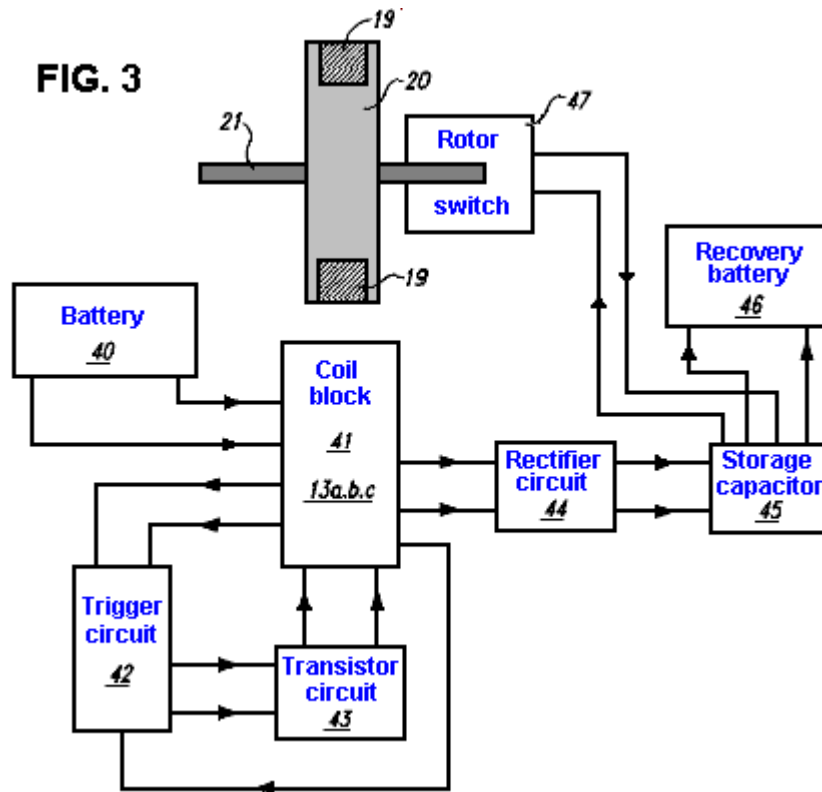 19
FIG. 3
20
47
21
Rotor
switch
19
Recovery
battery
46
Battery
40
Coil
block
41
13a.b.c
Rectifier
circuit
44
Storage
capacitor
45
Trigger
circuit
42
Transistor
circuit
43